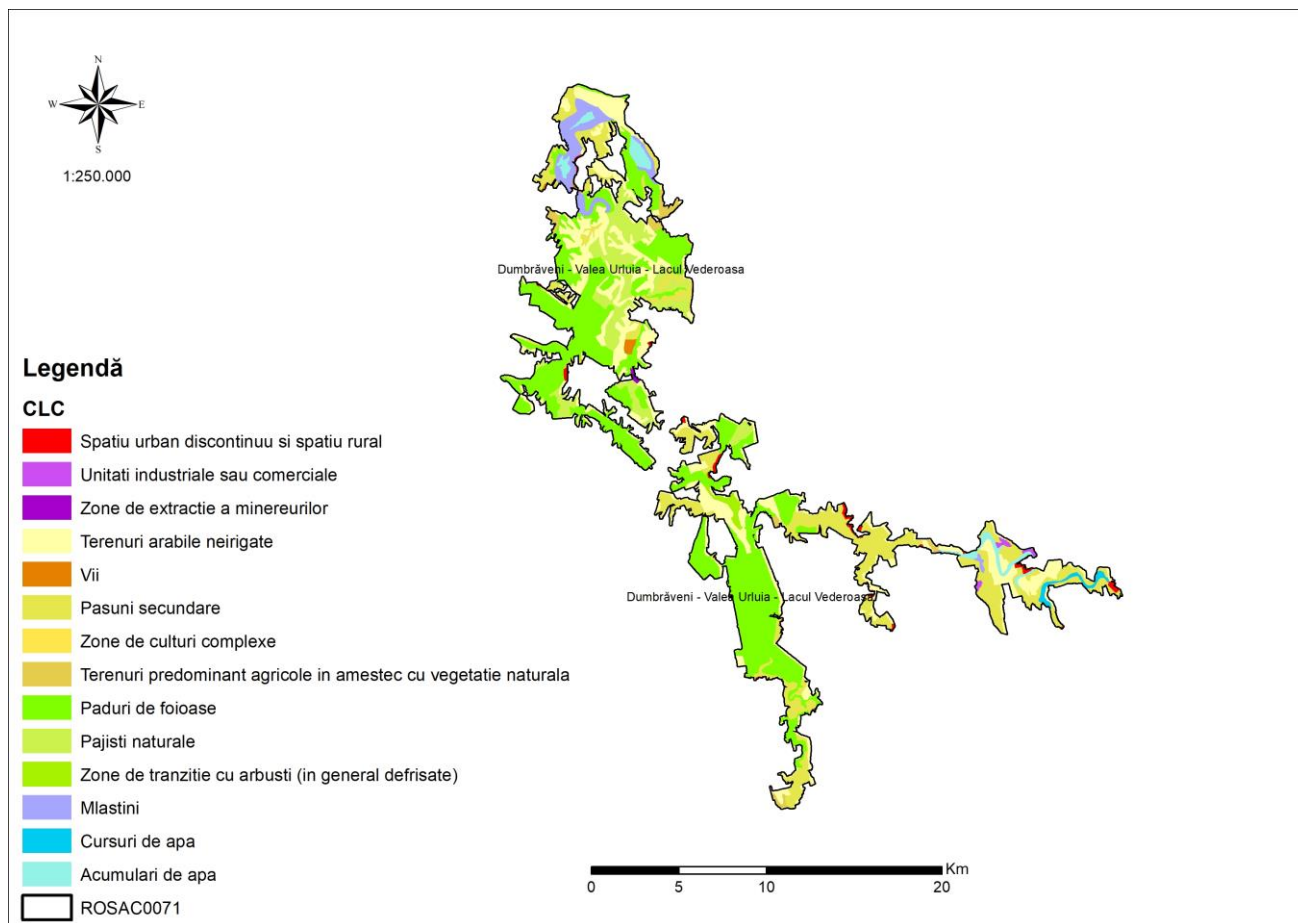 N
W E
S
1:250.000
Dumbrăveni - Valea Urluia - Lacul Vederoasa
Dumbrăveni - Valea Urluia - Lacul Vederoasa
Legendă
CLC
Spatiu urban discontinuu si spatiu rural
Unitati industriale sau comerciale
Zone de extractie a minereurilor
Terenuri arabile neirigate
Vii
Pasuni secundare
Zone de culturi complexe
Terenuri predominant agricole in amestec cu vegetatie naturala
Paduri de foioase
Pajisti naturale
Zone de tranzitie cu arbusti (in general defrisate)
Mlastini
Cursuri de apa
Acumulari de apa
ROSAC0071
Km
0 5 10 20